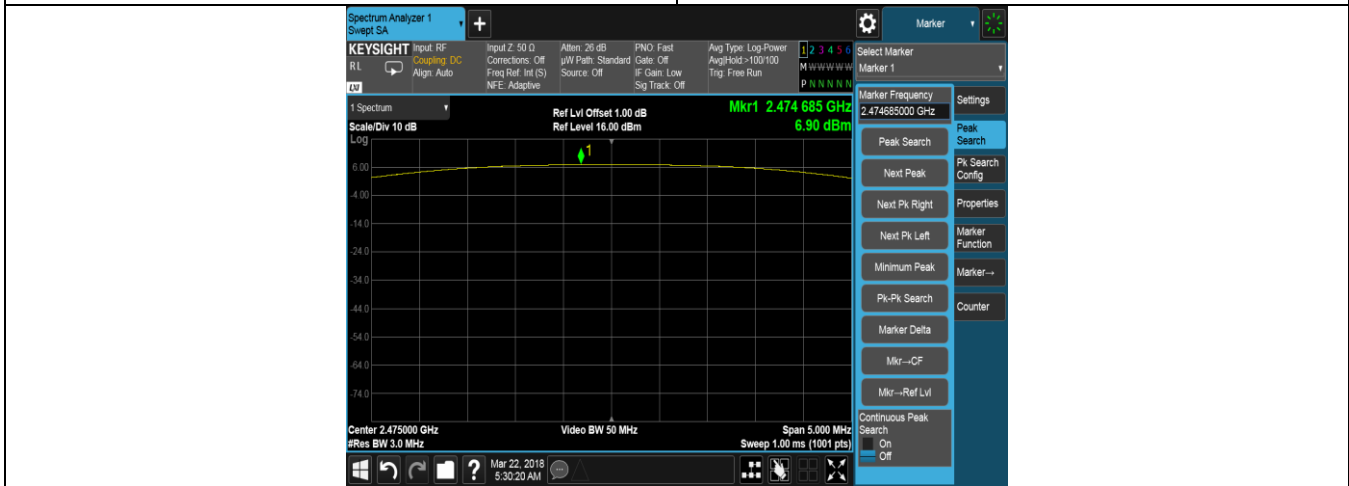 Spectrum Analyzer 1
Swept SA
+
Marker
KEYSIGHT
RL
LXI
Input: RF
Coupling: DC
Align: Auto
Input Z: 50 Ω
Corrections: Off
Freq Ref: Int (S)
NFE: Adaptive
Atten: 26 dB
µW Path: Standard
Source: Off
PNO: Fast
Gate: Off
IF Gain: Low
Sig Track: Off
Avg Type: Log-Power
Avg|Hold:>100/100
Trig: Free Run
1 2 3 4 5 6
M W W W W W
P N N N N N
Select Marker
Marker 1
1 Spectrum
Scale/Div 10 dB
Log
Ref Lvl Offset 1.00 dB
Ref Level 16.00 dBm
Mkr1 2.474 685 GHz
6.90 dBm
1
6.00
-4.00
-14.0
-24.0
-34.0
-44.0
-54.0
-64.0
-74.0
Center 2.475000 GHz
#Res BW 3.0 MHz
Video BW 50 MHz
Span 5.000 MHz
Sweep 1.00 ms (1001 pts)
Marker Frequency
2.474685000 GHz
Peak Search
Next Peak
Next Pk Right
Next Pk Left
Minimum Peak
Pk-Pk Search
Marker Delta
Mkr→CF
Mkr→Ref Lvl
Continuous Peak
Search
On
Off
Settings
Peak
Search
Pk Search
Config
Properties
Marker
Function
Marker→
Counter
?
Mar 22, 2018
5:30:20 AM